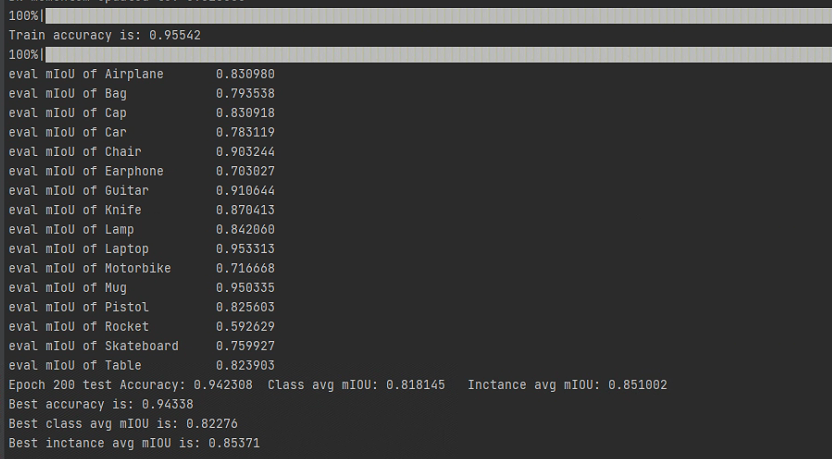 100%|
Train accuracy is: 0.95542
100%|
eval mIoU of Airplane 0.830980
eval mIoU of Bag 0.793538
eval mIoU of Cap 0.830918
eval mIoU of Car 0.783119
eval mIoU of Chair 0.903244
eval mIoU of Earphone 0.703027
eval mIoU of Guitar 0.910644
eval mIoU of Knife 0.870413
eval mIoU of Lamp 0.842060
eval mIoU of Laptop 0.953313
eval mIoU of Motorbike 0.716668
eval mIoU of Mug 0.950335
eval mIoU of Pistol 0.825603
eval mIoU of Rocket 0.592629
eval mIoU of Skateboard 0.759927
eval mIoU of Table 0.823903
Epoch 200 test Accuracy: 0.942308 Class avg mIOU: 0.818145 Inctance avg mIOU: 0.851002
Best accuracy is: 0.94338
Best class avg mIOU is: 0.82276
Best inctance avg mIOU is: 0.85371